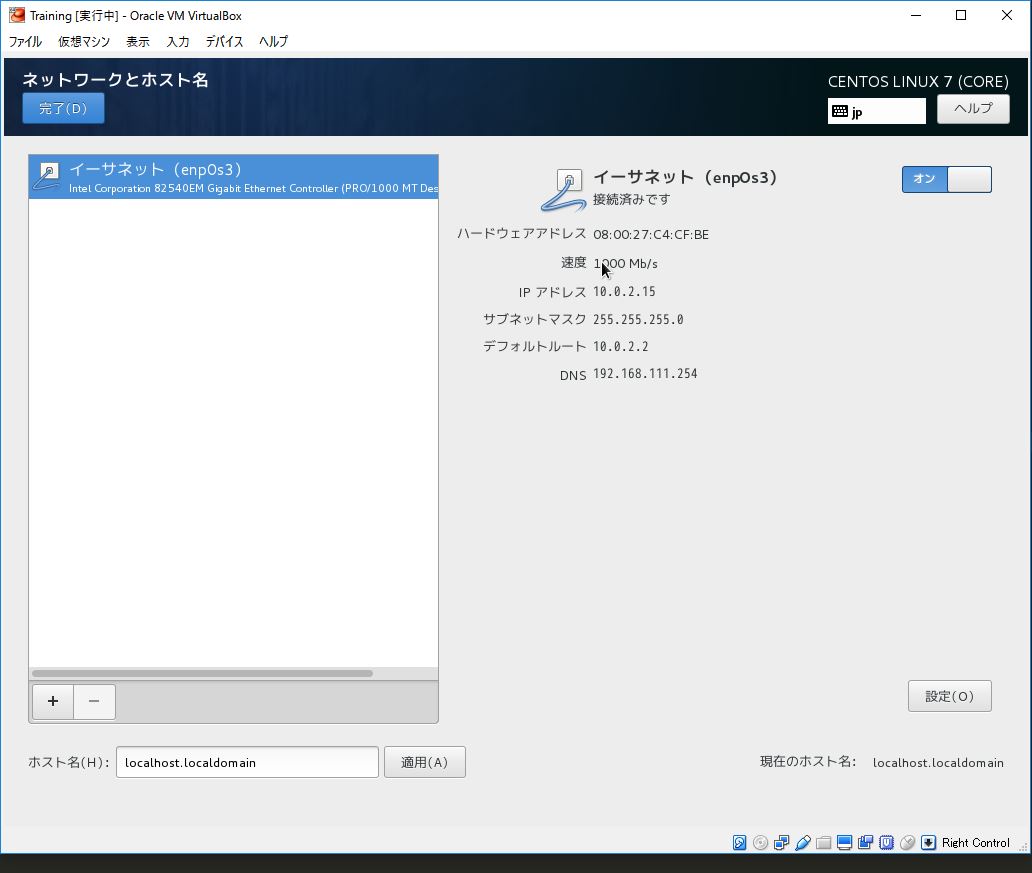 Training [実行中] - Oracle VM VirtualBox
ファイル 仮想マシン 表示 入力 デバイス ヘルプ
ネットワークとホスト名
CENTOS LINUX 7 (CORE)
完了(D)
jp
ヘルプ
イーサネット (enp0s3)
Intel Corporation 82540EM Gigabit Ethernet Controller (PRO/1000 MT Des
イーサネット (enp0s3)
接続済みです
オン
ハードウェアアドレス 08:00:27:C4:CF:BE
速度 1000 Mb/s
IP アドレス 10.0.2.15
サブネットマスク 255.255.255.0
デフォルトルート 10.0.2.2
DNS 192.168.111.254
+ −
設定(O)
ホスト名(H): localhost.localdomain 適用(A)
現在のホスト名: localhost.localdomain
Right Control